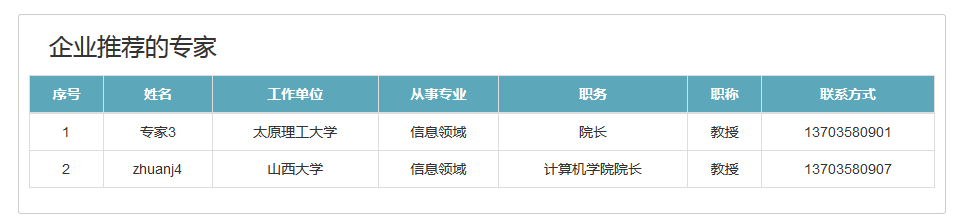 企业推荐的专家
序号 姓名 工作单位 从事专业 职务 职称 联系方式
1 专家3 太原理工大学 信息领域 院长 教授 13703580901
2 zhuanj4 山西大学 信息领域 计算机学院院长 教授 13703580907